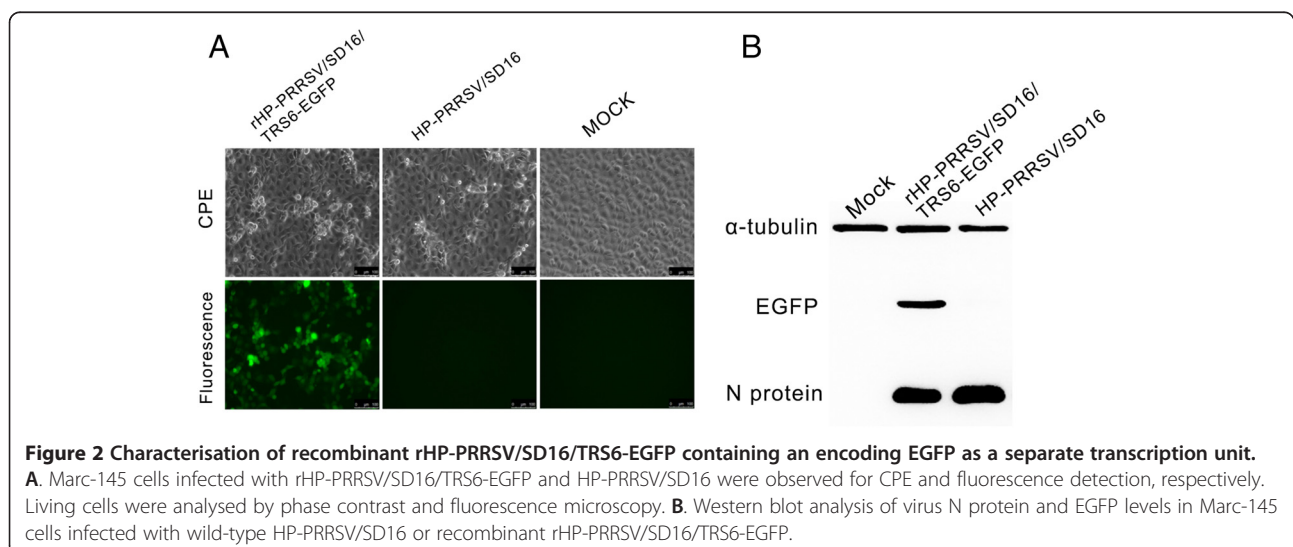 A
B
rHP-PRRSV/SD16/
TRS6-EGFP
HP-PRRSV/SD16
MOCK
CPE
Fluorescence
Mock
rHP-PRRSV/SD16/
TRS6-EGFP
HP-PRRSV/SD16
α-tubulin
EGFP
N protein
Figure 2 Characterisation of recombinant rHP-PRRSV/SD16/TRS6-EGFP containing an encoding EGFP as a separate transcription unit.
A. Marc-145 cells infected with rHP-PRRSV/SD16/TRS6-EGFP and HP-PRRSV/SD16 were observed for CPE and fluorescence detection, respectively.
Living cells were analysed by phase contrast and fluorescence microscopy. B. Western blot analysis of virus N protein and EGFP levels in Marc-145
cells infected with wild-type HP-PRRSV/SD16 or recombinant rHP-PRRSV/SD16/TRS6-EGFP.